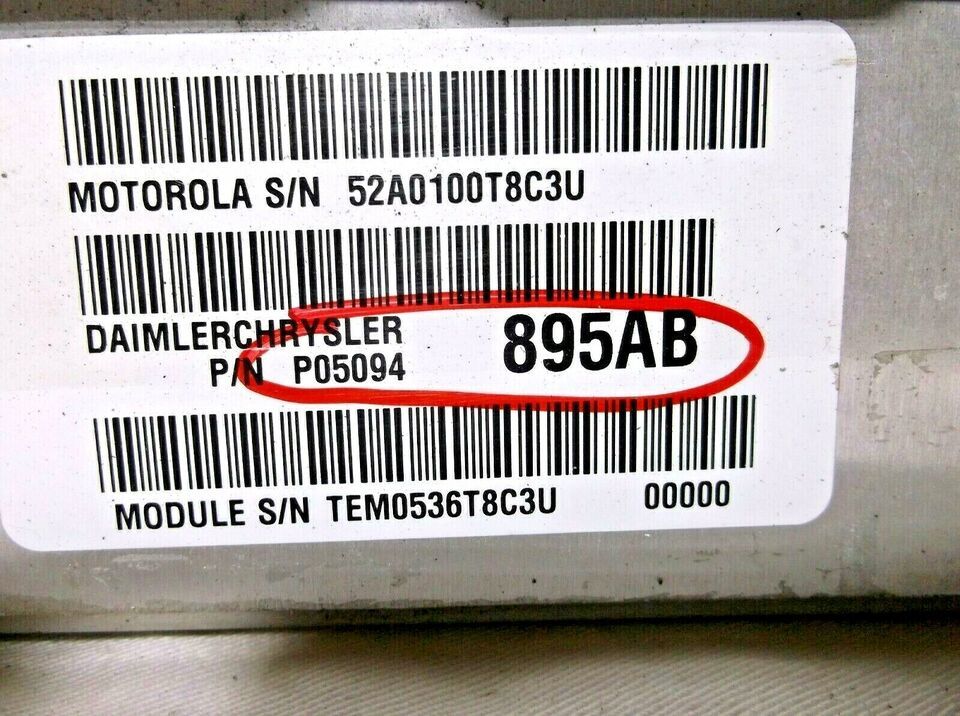 MOTOROLA S/N 52A0100T8C3U
DAIMLERCHRYSLER
P/N P05094 895AB
MODULE S/N TEM0536T8C3U 00000